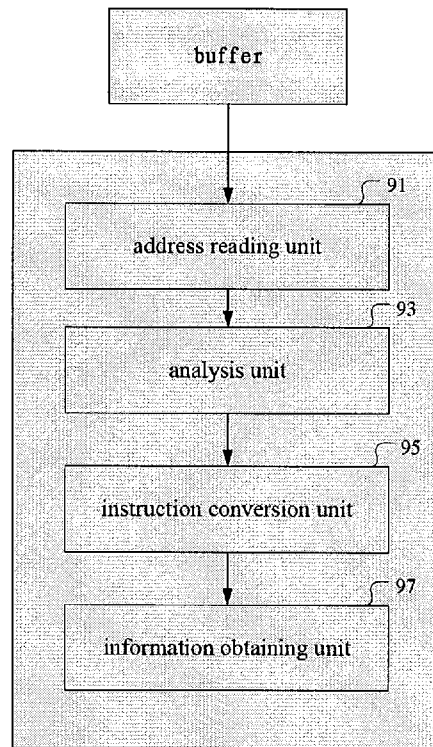 buffer
91
address reading unit
93
analysis unit
95
instruction conversion unit
97
information obtaining unit